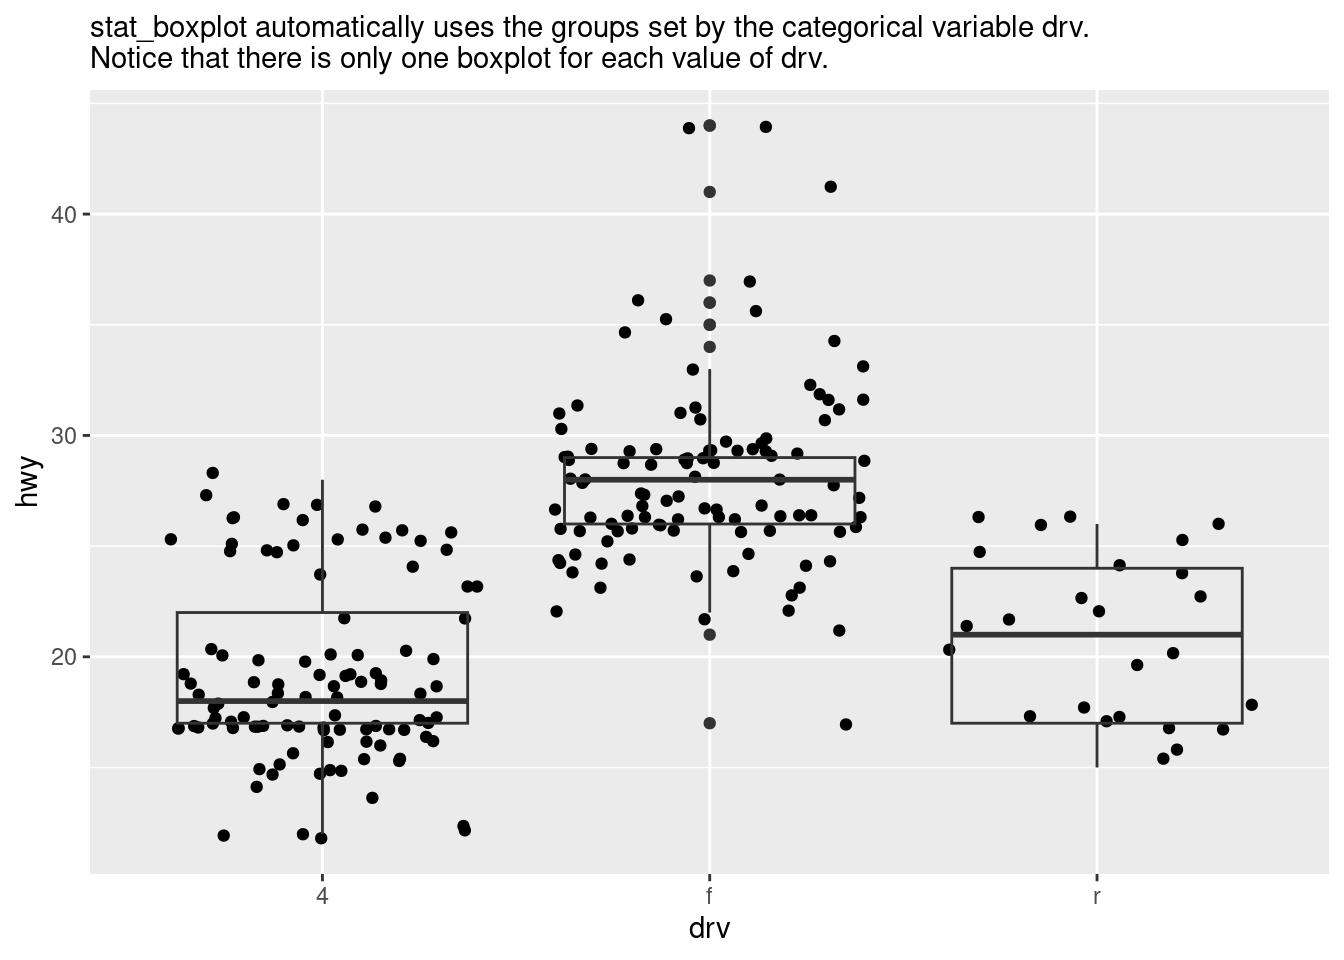 stat_boxplot automatically uses the groups set by the categorical variable drv.
Notice that there is only one boxplot for each value of drv.
40
30
20
hwy
4 f r
drv